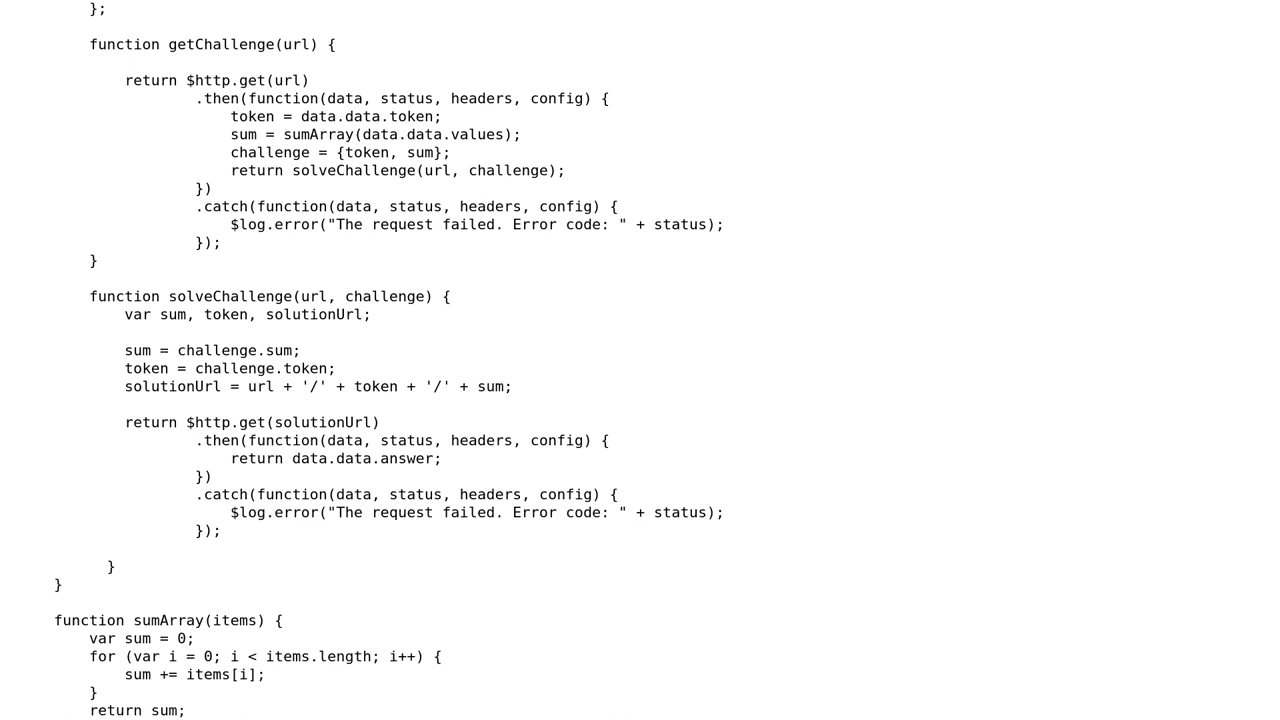 };
function getChallenge(url) {
return $http.get(url)
.then(function(data, status, headers, config) {
token = data.data.token;
sum = sumArray(data.data.values);
challenge = {token, sum};
return solveChallenge(url, challenge);
})
.catch(function(data, status, headers, config) {
$log.error("The request failed. Error code: " + status);
});
}
function solveChallenge(url, challenge) {
var sum, token, solutionUrl;
sum = challenge.sum;
token = challenge.token;
solutionUrl = url + '/' + token + '/' + sum;
return $http.get(solutionUrl)
.then(function(data, status, headers, config) {
return data.data.answer;
})
.catch(function(data, status, headers, config) {
$log.error("The request failed. Error code: " + status);
});
}
}
function sumArray(items) {
var sum = 0;
for (var i = 0; i < items.length; i++) {
sum += items[i];
}
return sum;